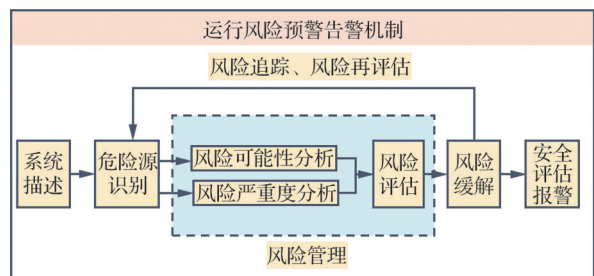 运行风险预警告警机制
风险追踪、风险再评估
系统
描述
危险源
识别
风险可能性分析
风险严重度分析
风险
评估
风险
缓解
安全
评估
报警
风险管理